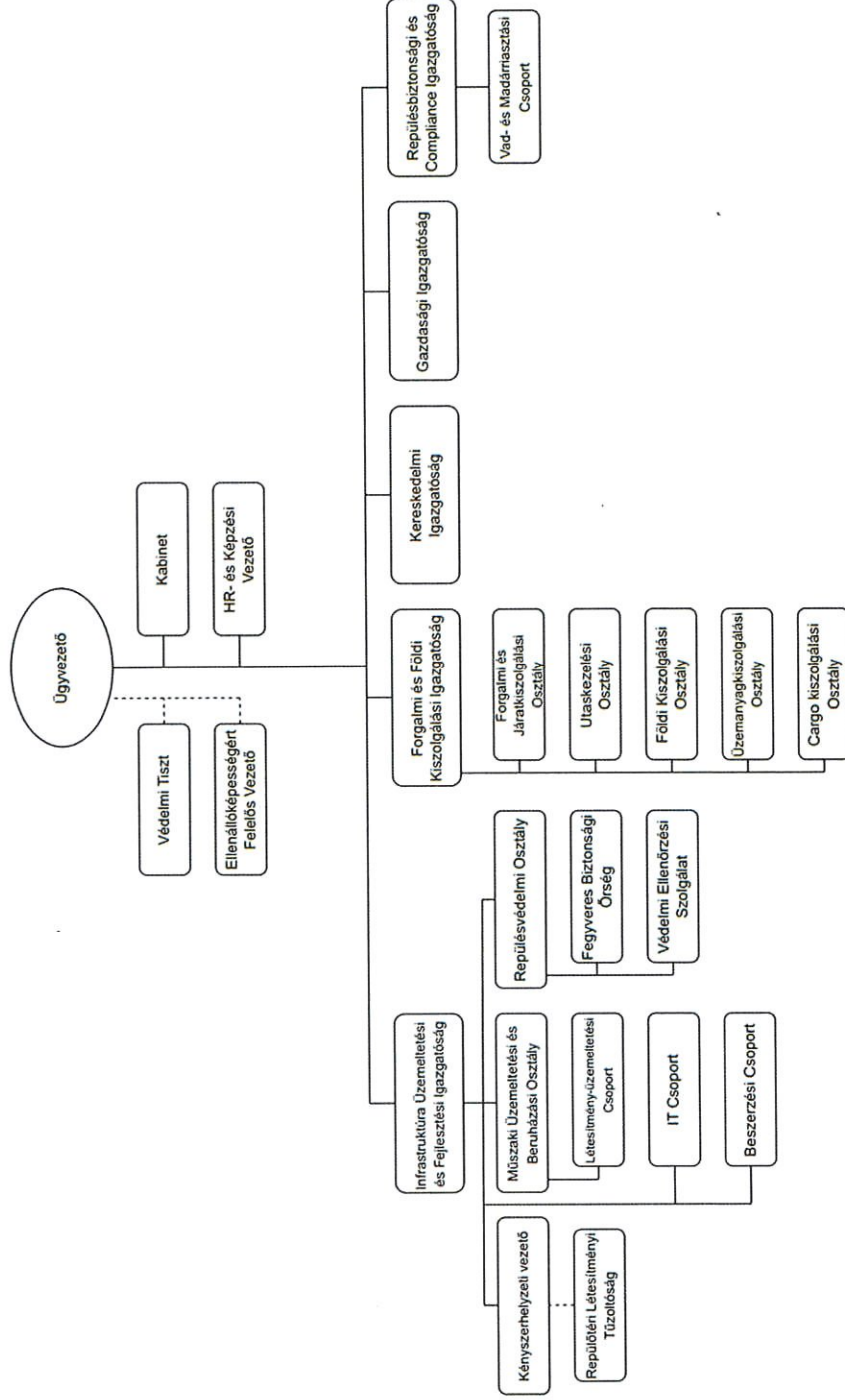 Ügyvezető
Védelmi Tiszt
Ellenállóképességért
Felelős Vezető
Kabinet
HR- és Képzési
Vezető
Infrastruktúra Üzemeltetési
és Fejlesztési Igazgatóság
Kényszerhelyzeti vezető
Repülőtéri Létesítményi
Tűzoltóság
Műszaki Üzemeltetési és
Beruházási Osztály
Létesítmény-üzemeltetési
Csoport
IT Csoport
Beszerzési Csoport
Repülésvédelmi Osztály
Fegyveres Biztonsági
Őrség
Védelmi Ellenőrzési
Szolgálat
Forgalmi és Földi
Kiszolgálási Igazgatóság
Forgalmi és
Járatkiszolgálási
Osztály
Utaskezelési
Osztály
Földi Kiszolgálási
Osztály
Üzemanyagkiszolgálási
Osztály
Cargo kiszolgálási
Osztály
Kereskedelmi
Igazgatóság
Gazdasági Igazgatóság
Repülésbiztonsági és
Compliance Igazgatóság
Vad- és Madárriasztási
Csoport